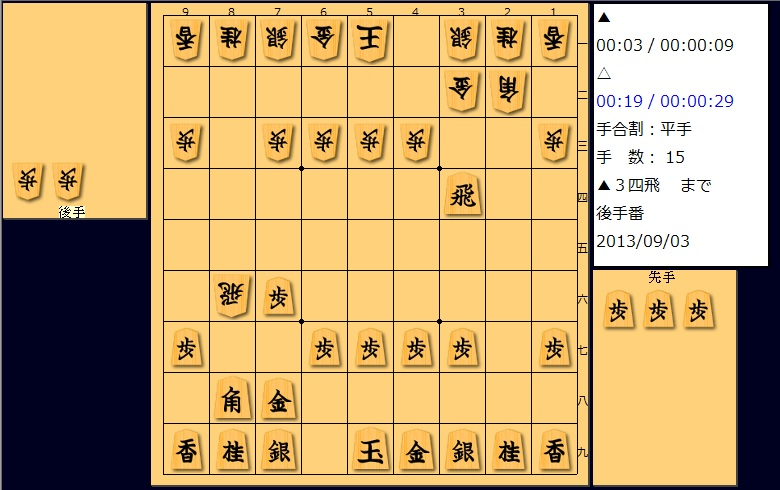 歩 歩
後手
9 8 7 6 5 4 3 2 1
香 桂 銀 金 王 銀 桂 香 一
金 角 二
歩 歩 歩 歩 歩 歩 三
飛 四
五
飛 歩 六
歩 歩 歩 歩 歩 歩 七
角 金 八
香 桂 銀 玉 金 銀 桂 香 九
▲
00:03 / 00:00:09
△
00:19 / 00:00:29
手合割：平手
手　数： 15
▲３四飛　まで
後手番
2013/09/03
先手
歩 歩 歩